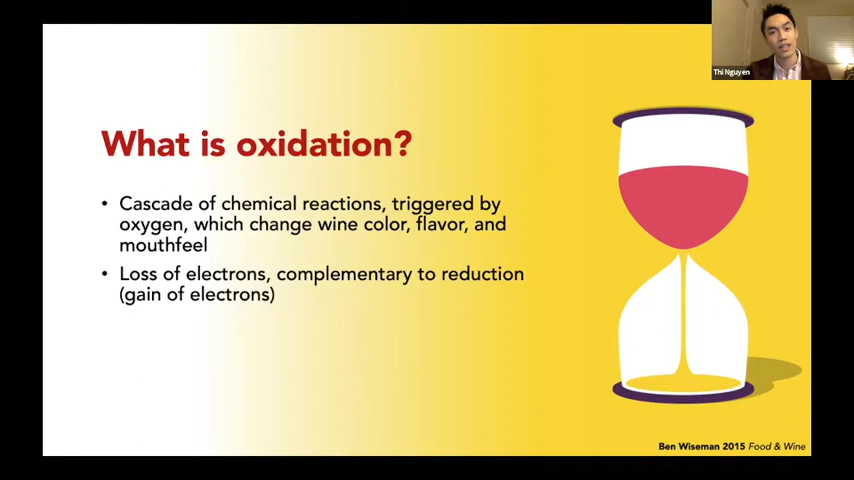 Thi Nguyen
What is oxidation?
• Cascade of chemical reactions, triggered by
oxygen, which change wine color, flavor, and
mouthfeel
• Loss of electrons, complementary to reduction
(gain of electrons)
Ben Wiseman 2015 Food & Wine